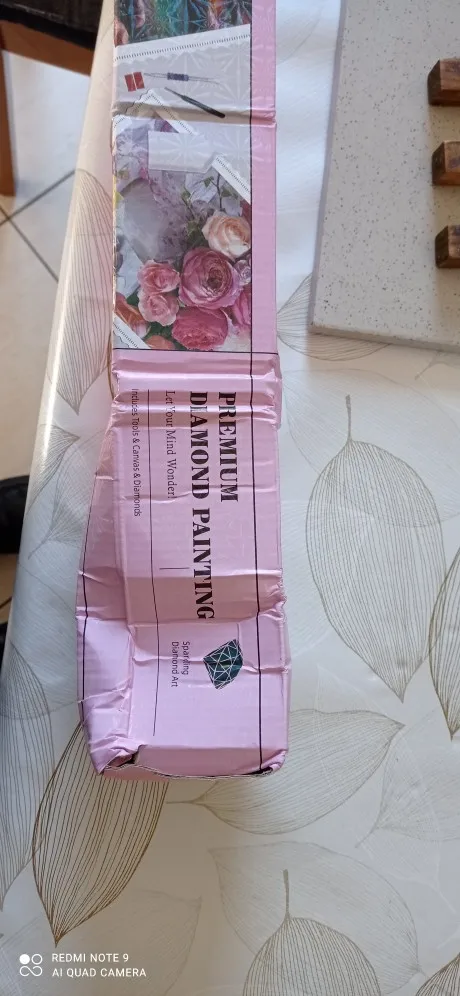 PREMIUM
DIAMOND PAINTING
Let Your Mind Wonder!
Incluces Tools & Canvas & Diamonds
Sparkling
Diamond Art
REDMI NOTE 9
AI QUAD CAMERA